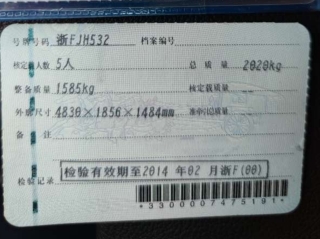 号牌号码 浙FJH532 档案编号
核定载人数 5人 总质量 2020kg
整备质量 1585kg 核定载质量
外廓尺寸 4830×1856×1484mm 准牵引总质量
备注
检验记录 检验有效期至2014 年02 月浙F(00)
*3300007475191*